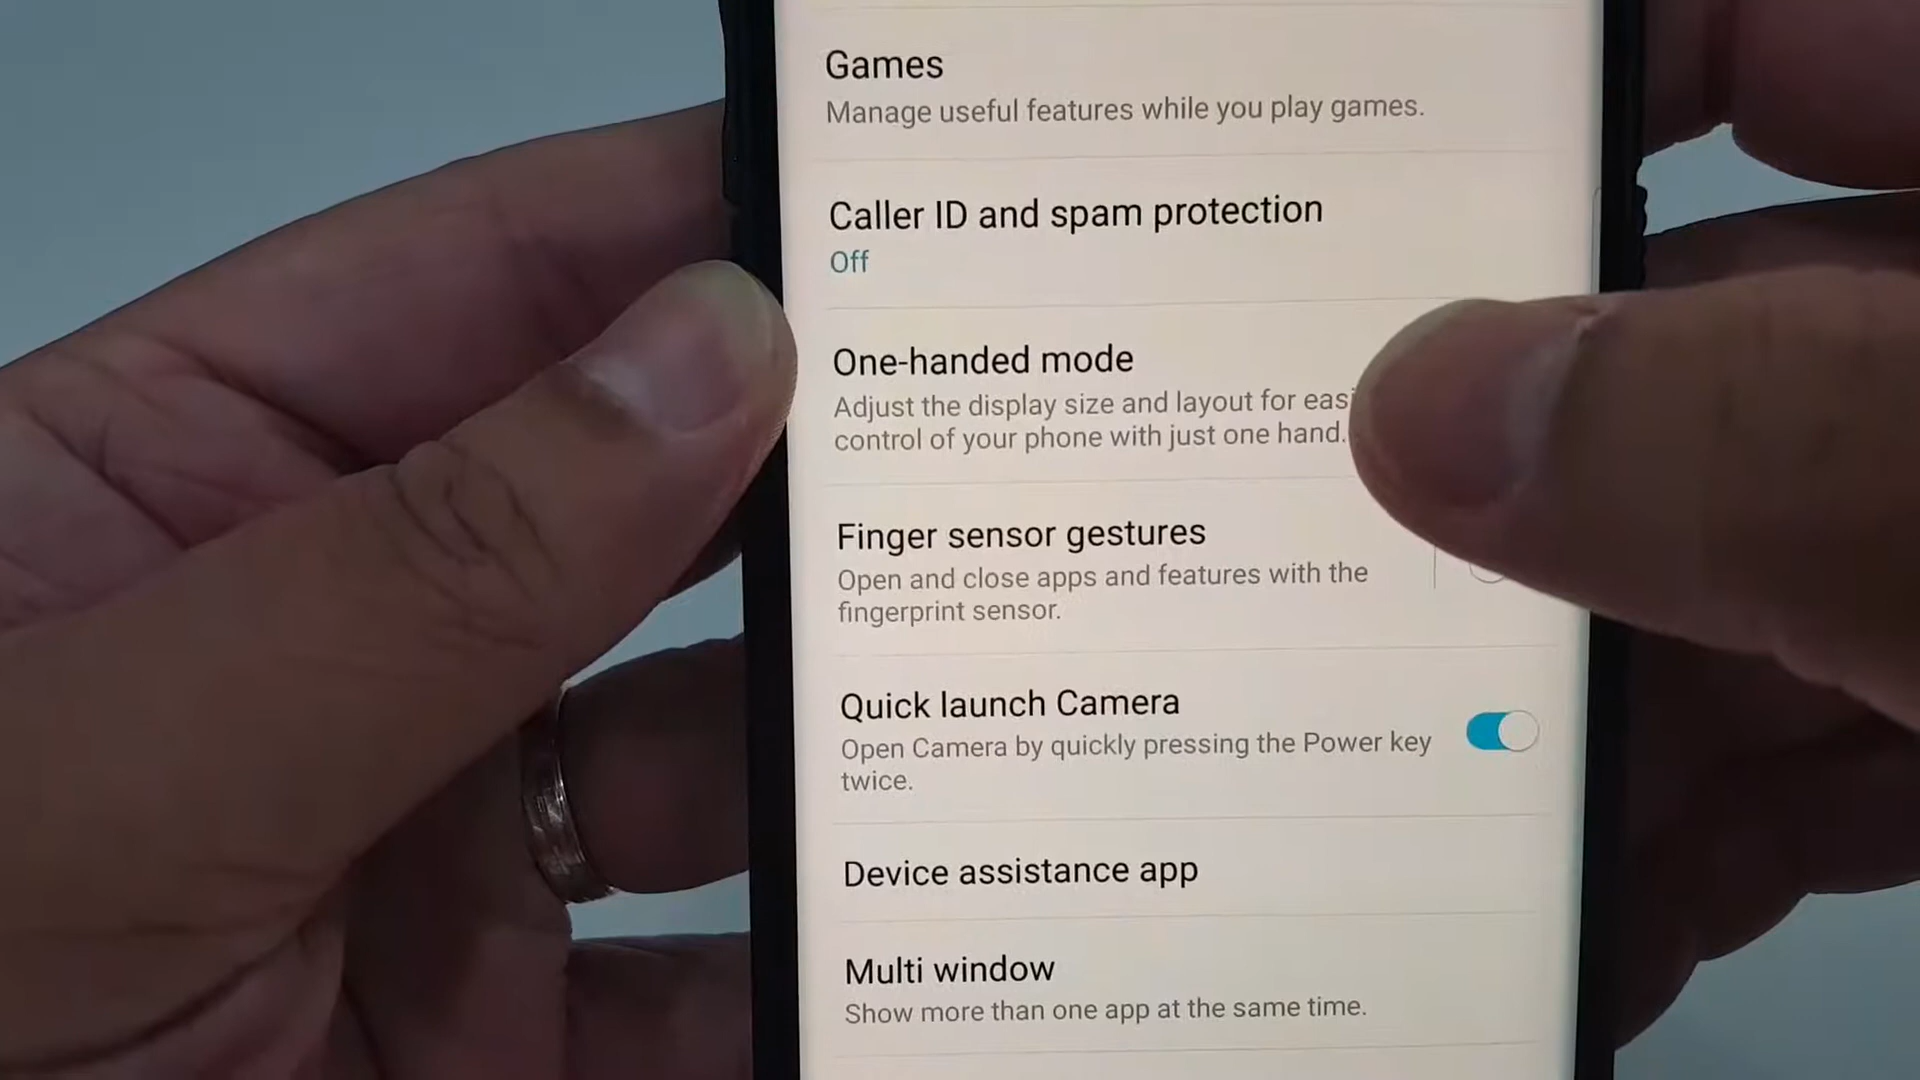 Games
Manage useful features while you play games.
Caller ID and spam protection
Off
One-handed mode
Adjust the display size and layout for easi
control of your phone with just one hand.
Finger sensor gestures
Open and close apps and features with the
fingerprint sensor.
Quick launch Camera
Open Camera by quickly pressing the Power key
twice.
Device assistance app
Multi window
Show more than one app at the same time.